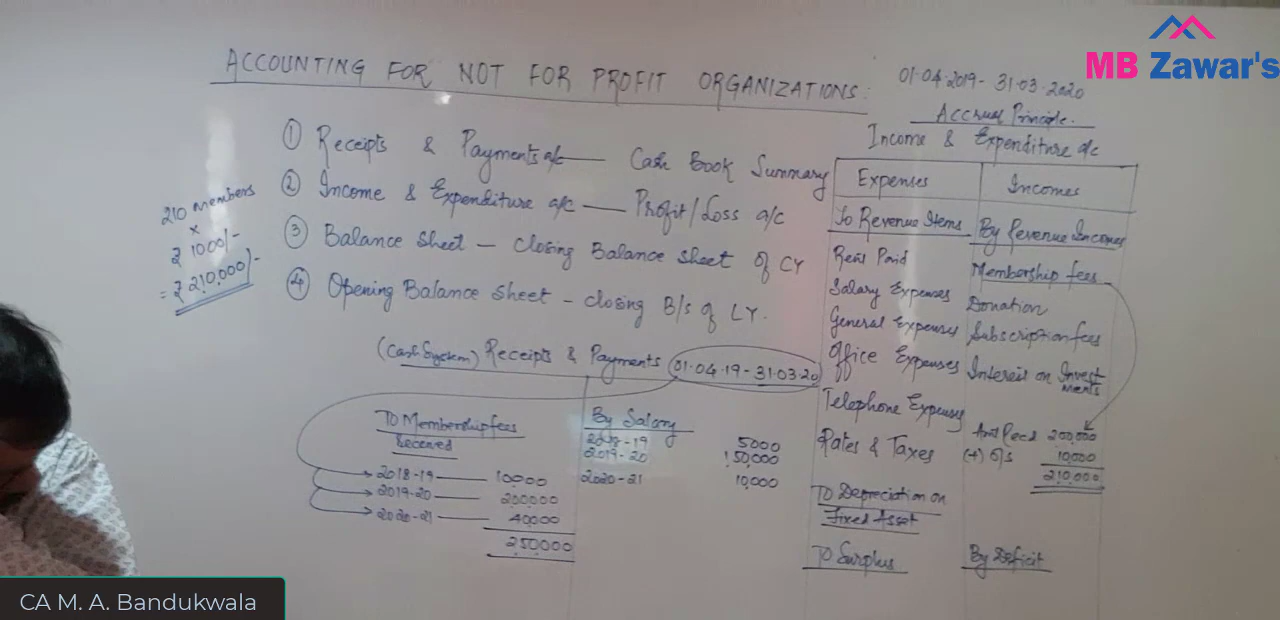 MB Zawar's
ACCOUNTING FOR NOT FOR PROFIT ORGANIZATIONS:
① Receipts & Payments a/c — Cash Book Summary
② Income & Expenditure a/c — Profit/Loss a/c
③ Balance Sheet — Closing Balance Sheet of CY
④ Opening Balance Sheet - Closing B/s of LY.
210 members
x
₹ 1000/-
= ₹ 210,000/-
(Cash System) Receipts & Payments (01.04.19 - 31.03.20)
To Membership fees
Received
2018-19 — 10000
2019-20 — 200000
2020-21 — 40000
250000
By Salary
2018-19 5000
2019-20 150,000
2020-21 10,000
01.04.2019 - 31.03.2020
Accrual Principle.
Income & Expenditure a/c
Expenses
To Revenue Items
Rent Paid
Salary Expenses
General Expenses
Office Expenses
Telephone Expenses
Rates & Taxes
To Depreciation on
Fixed Asset
To Surplus
Incomes
By Revenue Incomes
Membership fees
Donation
Subscription fees
Interest on Invest
ments
Amt Recd 200,000
(+) O/s 10,000
210,000
By Deficit
CA M. A. Bandukwala